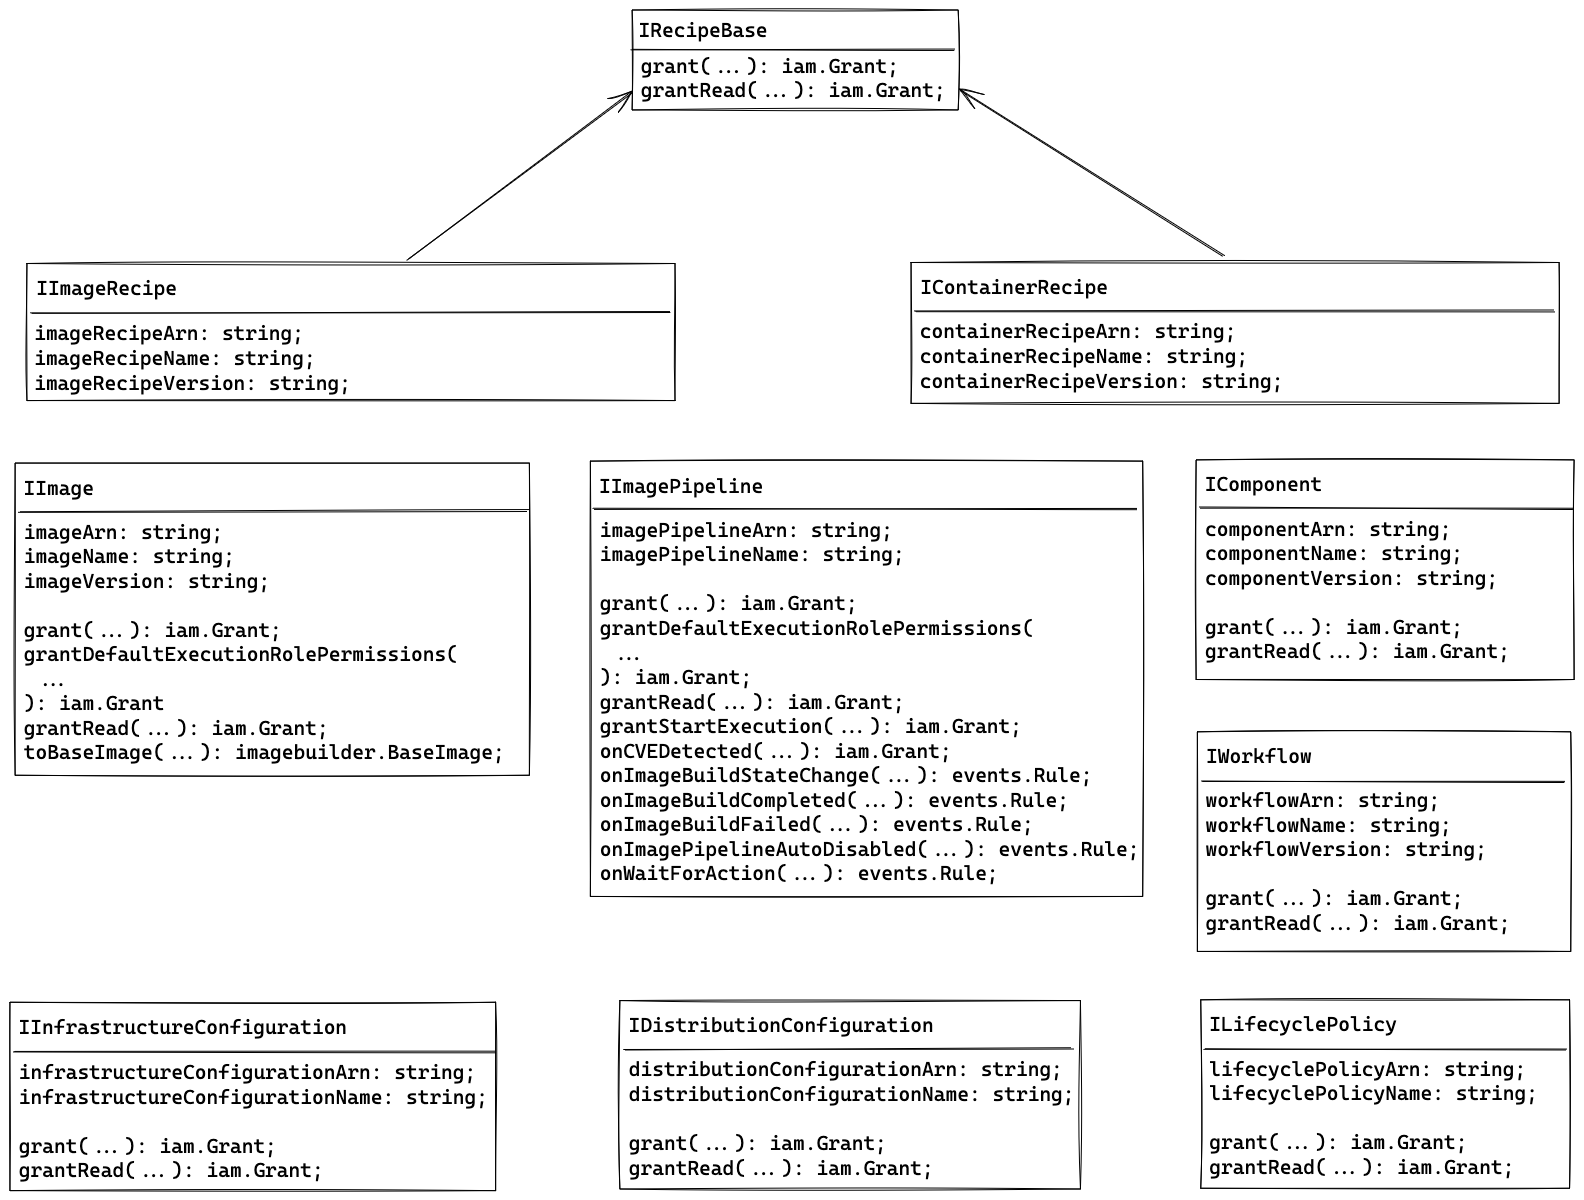 IRecipeBase
grant(...): iam.Grant;
grantRead(...): iam.Grant;
IImageRecipe
imageRecipeArn: string;
imageRecipeName: string;
imageRecipeVersion: string;
IContainerRecipe
containerRecipeArn: string;
containerRecipeName: string;
containerRecipeVersion: string;
IImage
imageArn: string;
imageName: string;
imageVersion: string;
grant(...): iam.Grant;
grantDefaultExecutionRolePermissions(
...
): iam.Grant
grantRead(...): iam.Grant;
toBaseImage(...): imagebuilder.BaseImage;
IImagePipeline
imagePipelineArn: string;
imagePipelineName: string;
grant(...): iam.Grant;
grantDefaultExecutionRolePermissions(
...
): iam.Grant;
grantRead(...): iam.Grant;
grantStartExecution(...): iam.Grant;
onCVEDetected(...): iam.Grant;
onImageBuildStateChange(...): events.Rule;
onImageBuildCompleted(...): events.Rule;
onImageBuildFailed(...): events.Rule;
onImagePipelineAutoDisabled(...): events.Rule;
onWaitForAction(...): events.Rule;
IComponent
componentArn: string;
componentName: string;
componentVersion: string;
grant(...): iam.Grant;
grantRead(...): iam.Grant;
IWorkflow
workflowArn: string;
workflowName: string;
workflowVersion: string;
grant(...): iam.Grant;
grantRead(...): iam.Grant;
IInfrastructureConfiguration
infrastructureConfigurationArn: string;
infrastructureConfigurationName: string;
grant(...): iam.Grant;
grantRead(...): iam.Grant;
IDistributionConfiguration
distributionConfigurationArn: string;
distributionConfigurationName: string;
grant(...): iam.Grant;
grantRead(...): iam.Grant;
ILifecyclePolicy
lifecyclePolicyArn: string;
lifecyclePolicyName: string;
grant(...): iam.Grant;
grantRead(...): iam.Grant;